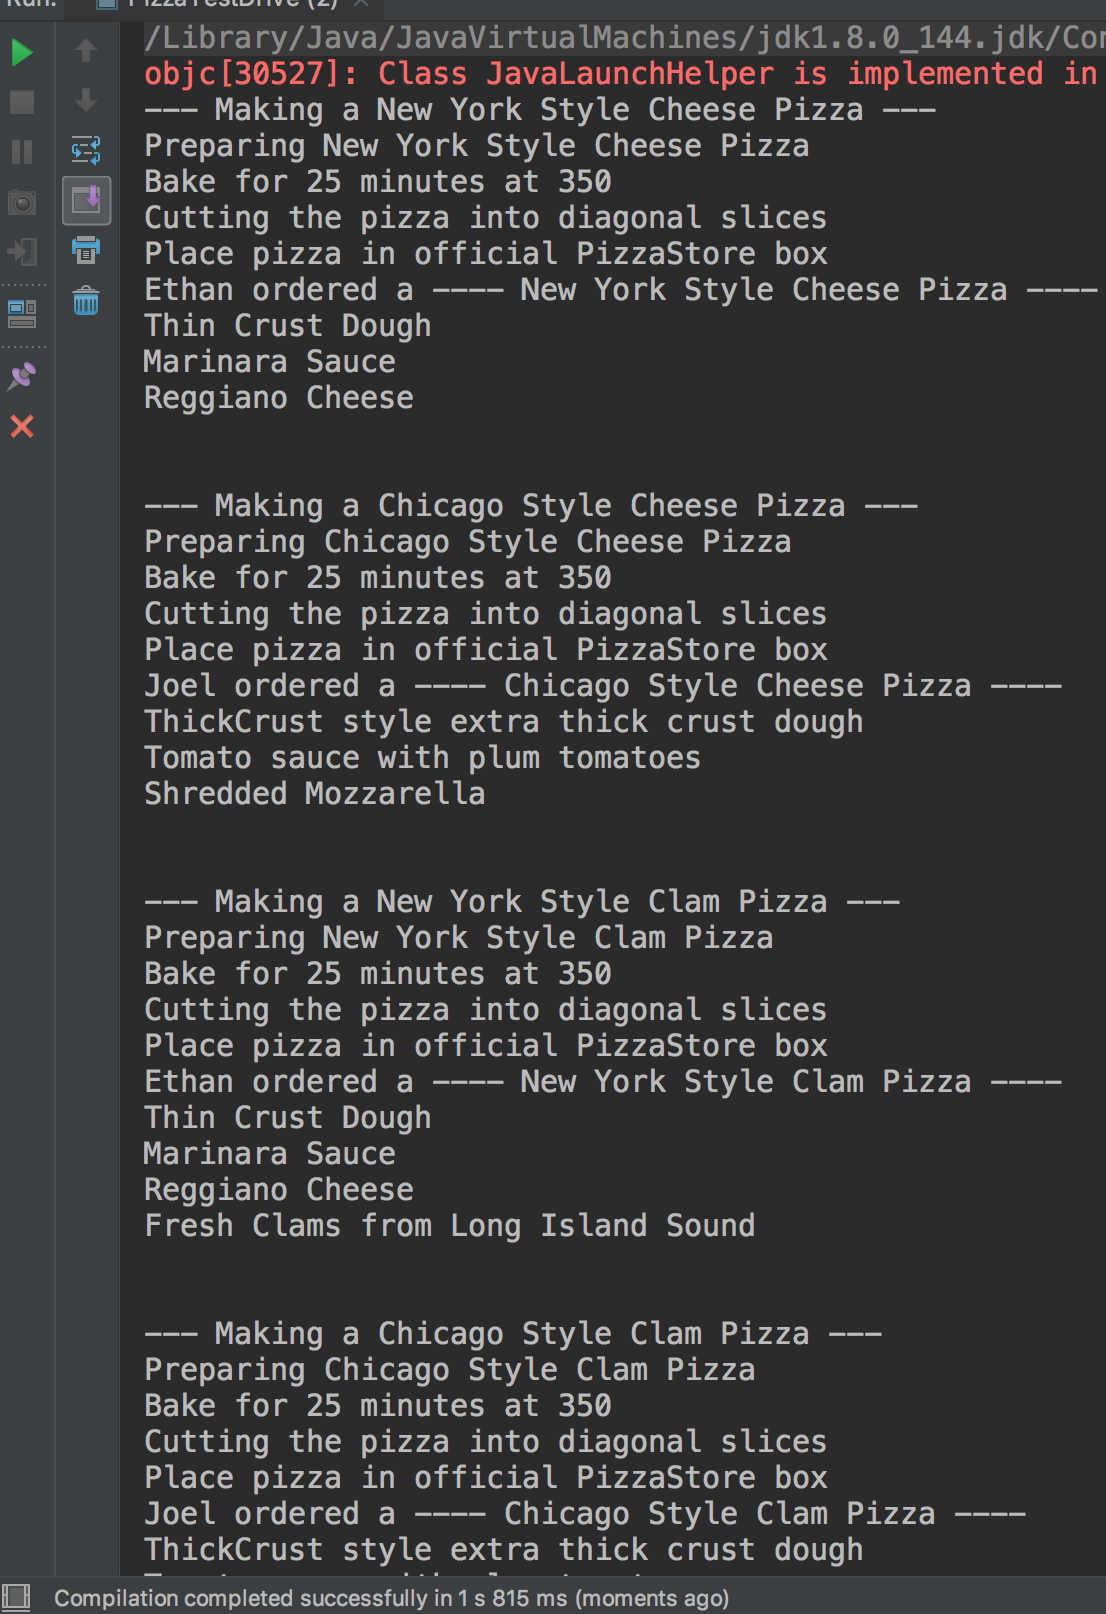 Run: PizzaTestDrive (2)
/Library/Java/JavaVirtualMachines/jdk1.8.0_144.jdk/Con
objc[30527]: Class JavaLaunchHelper is implemented in
--- Making a New York Style Cheese Pizza ---
Preparing New York Style Cheese Pizza
Bake for 25 minutes at 350
Cutting the pizza into diagonal slices
Place pizza in official PizzaStore box
Ethan ordered a ---- New York Style Cheese Pizza ----
Thin Crust Dough
Marinara Sauce
Reggiano Cheese
--- Making a Chicago Style Cheese Pizza ---
Preparing Chicago Style Cheese Pizza
Bake for 25 minutes at 350
Cutting the pizza into diagonal slices
Place pizza in official PizzaStore box
Joel ordered a ---- Chicago Style Cheese Pizza ----
ThickCrust style extra thick crust dough
Tomato sauce with plum tomatoes
Shredded Mozzarella
--- Making a New York Style Clam Pizza ---
Preparing New York Style Clam Pizza
Bake for 25 minutes at 350
Cutting the pizza into diagonal slices
Place pizza in official PizzaStore box
Ethan ordered a ---- New York Style Clam Pizza ----
Thin Crust Dough
Marinara Sauce
Reggiano Cheese
Fresh Clams from Long Island Sound
--- Making a Chicago Style Clam Pizza ---
Preparing Chicago Style Clam Pizza
Bake for 25 minutes at 350
Cutting the pizza into diagonal slices
Place pizza in official PizzaStore box
Joel ordered a ---- Chicago Style Clam Pizza ----
ThickCrust style extra thick crust dough
Compilation completed successfully in 1 s 815 ms (moments ago)